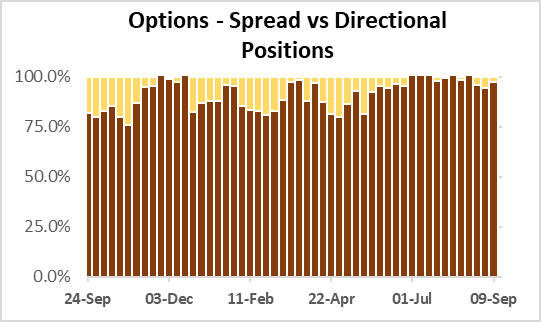 Options - Spread vs Directional
Positions
100.0%
75.0%
50.0%
25.0%
0.0%
24-Sep 03-Dec 11-Feb 22-Apr 01-Jul 09-Sep